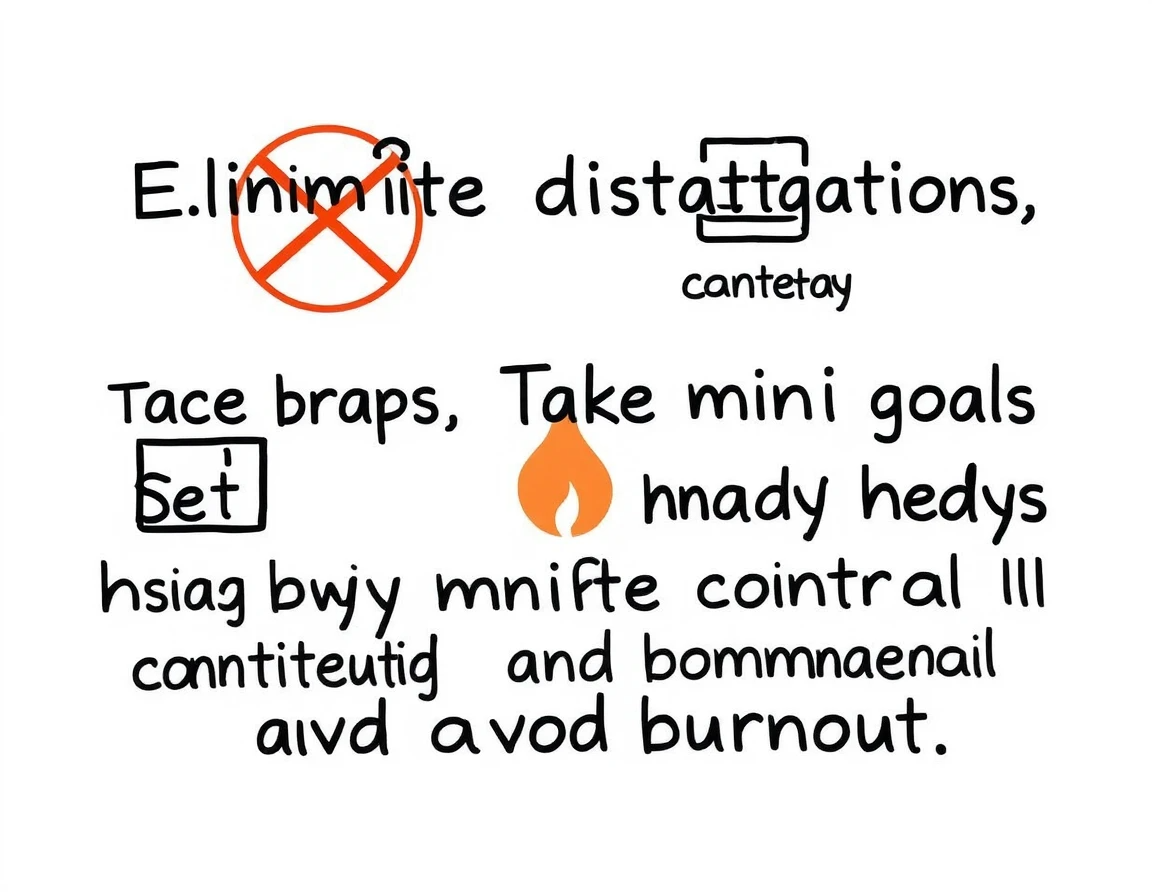 E.linimiite distattgations,
cantetay
Tace braps, Take mini goals
Set hnady hedys
hsiag bwjy mnifte cointral III
conntiteutig and bommnaenail
aivd avod burnout.